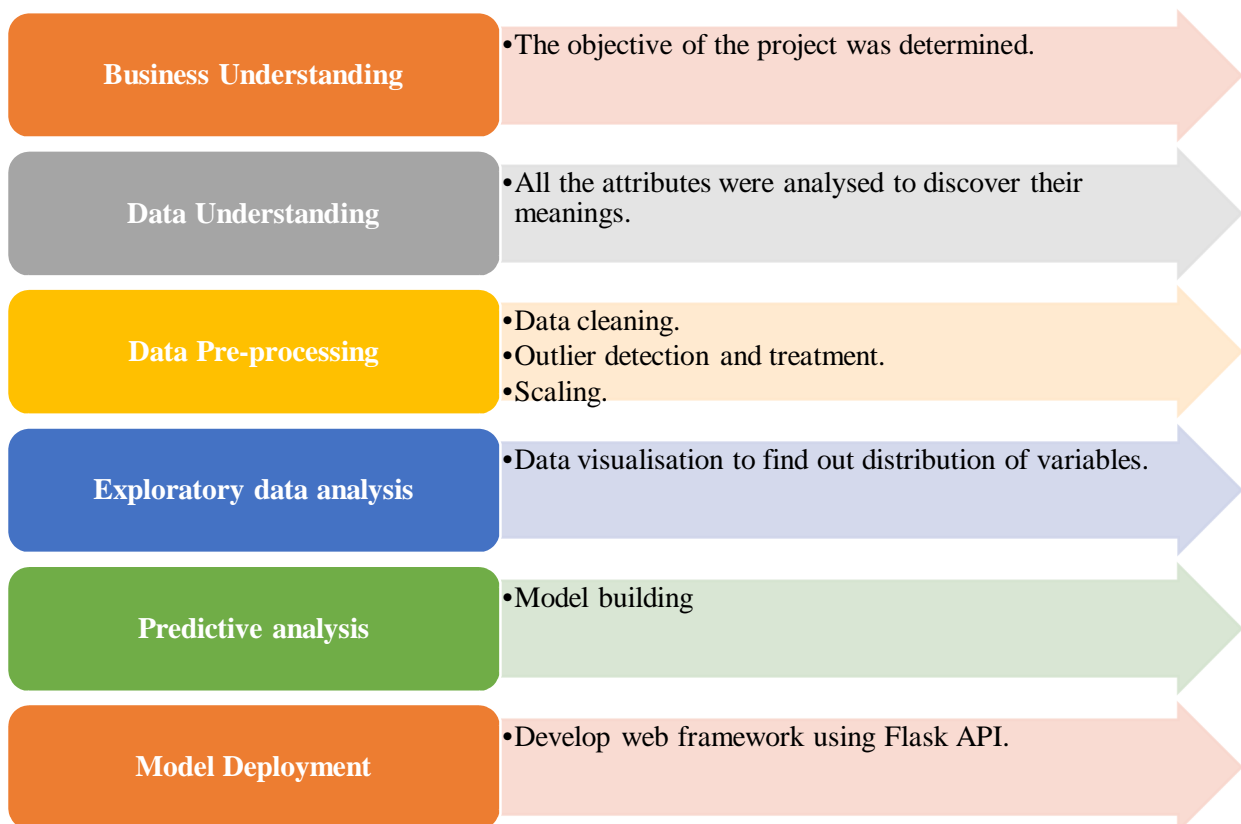 Business Understanding
•The objective of the project was determined.
Data Understanding
•All the attributes were analysed to discover their
meanings.
Data Pre-processing
•Data cleaning.
•Outlier detection and treatment.
•Scaling.
Exploratory data analysis
•Data visualisation to find out distribution of variables.
Predictive analysis
•Model building
Model Deployment
•Develop web framework using Flask API.